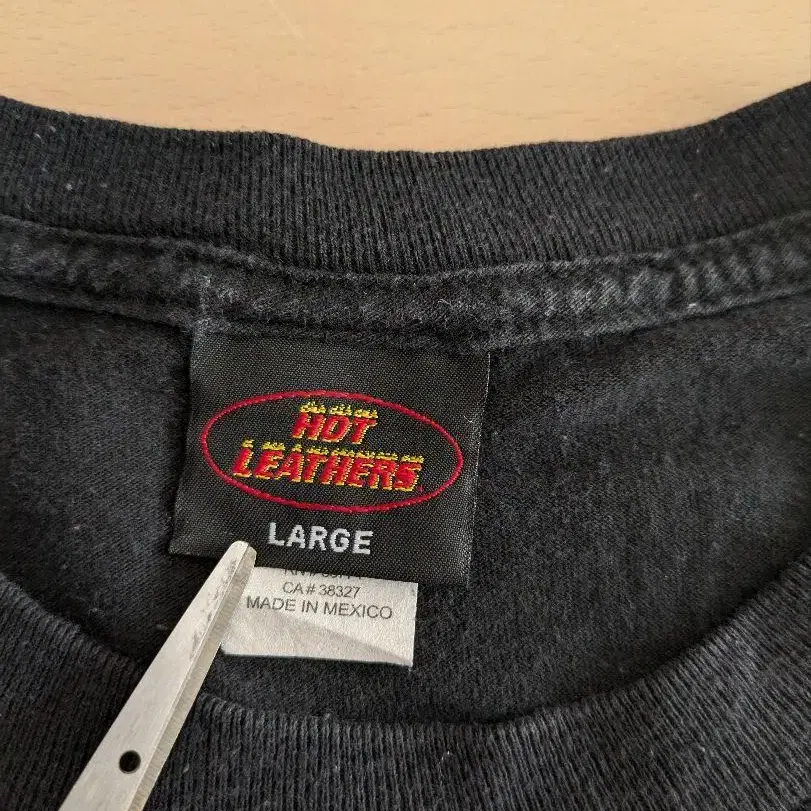 HOT
LEATHERS
LARGE
CA # 38327
MADE IN MEXICO